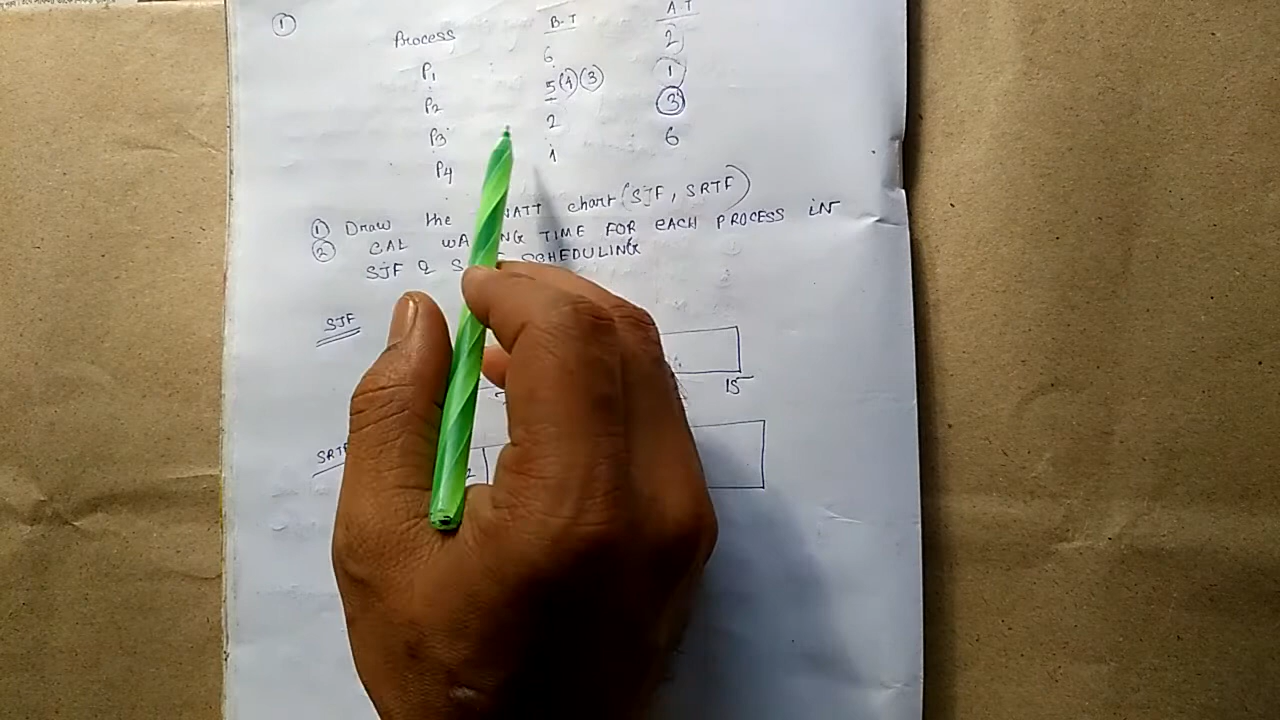 ① Process B.T A.T
P1 6 2
P2 5 (4) (3) 1
P3 2 3
P4 1 6
① Draw the chart (SJF, SRTF)
② CAL TIME FOR EACH PROCESS IN
SJF & SCHEDULING
SJF
15
SRTF
2